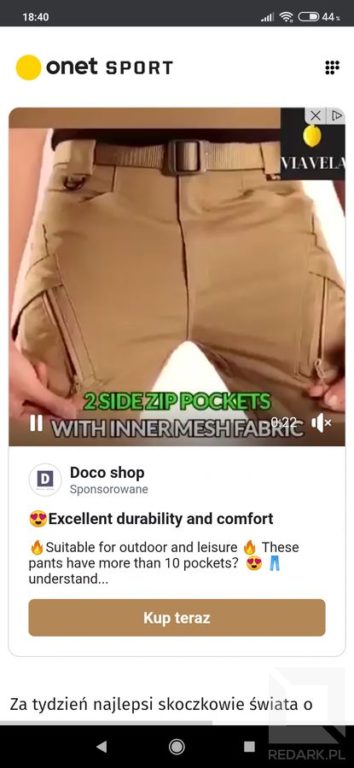 18:40
44%
onet SPORT
VIAVELA
2 SIDE ZIP POCKETS
WITH INNER MESH FABRIC
0:22
D
Doco shop
Sponsorowane
😍Excellent durability and comfort
🔥Suitable for outdoor and leisure 🔥 These
pants have more than 10 pockets? 😍 👖
understand...
Kup teraz
Za tydzień najlepsi skoczkowie świata o
REDARK.PL